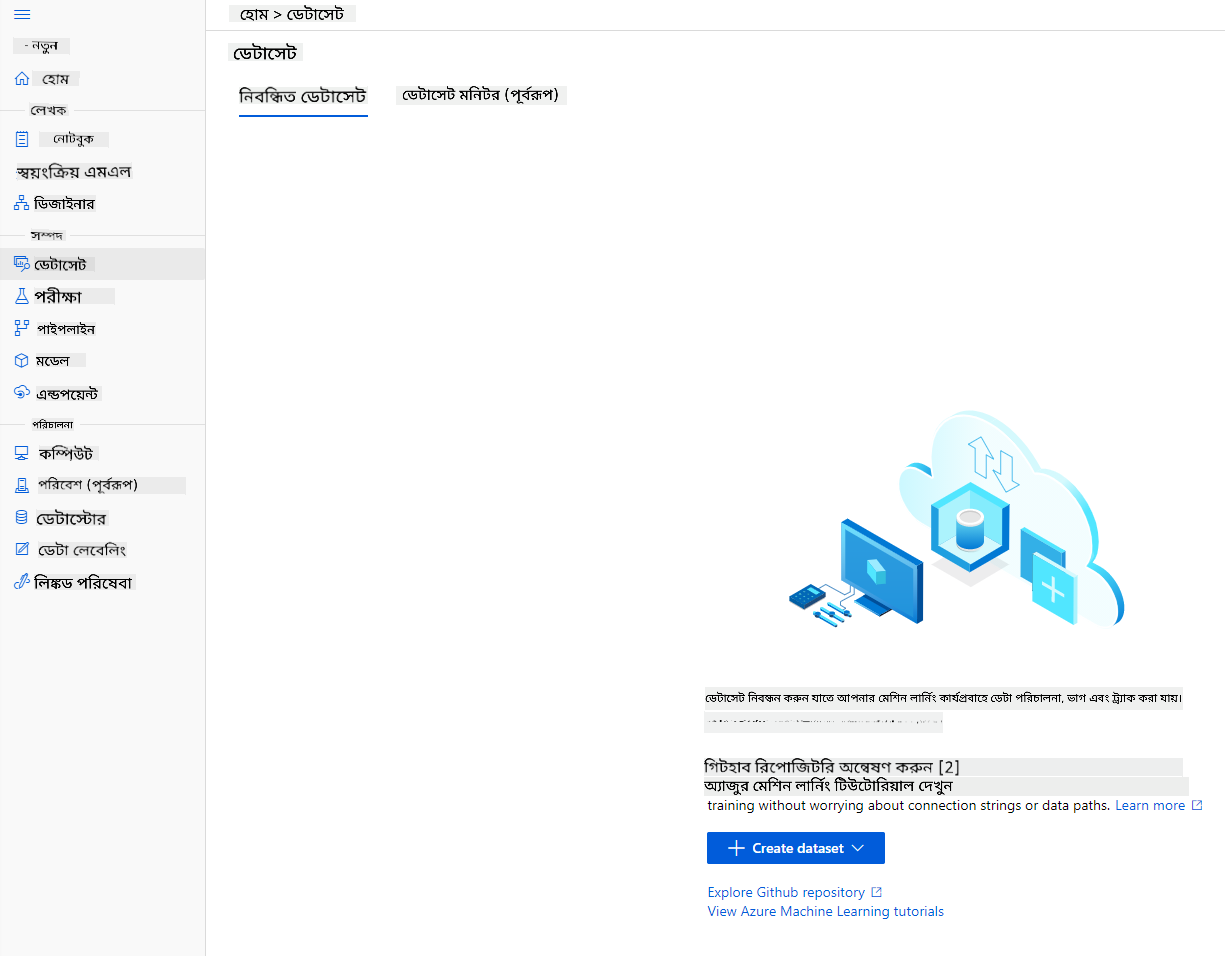 হোম > ডেটাসেট
- নতুন
হোম
লেখক
নোটবুক
স্বয়ংক্রিয় এমএল
ডিজাইনার
সম্পদ
ডেটাসেট
পরীক্ষা
পাইপলাইন
মডেল
এন্ডপয়েন্ট
পরিচালনা
কম্পিউট
পরিবেশ (পূর্বরূপ)
ডেটাস্টোর
ডেটা লেবেলিং
লিঙ্কড পরিষেবা
ডেটাসেট
নিবন্ধিত ডেটাসেট
ডেটাসেট মনিটর (পূর্বরূপ)
ডেটাসেট নিবন্ধন করুন যাতে আপনার মেশিন লার্নিং কার্যপ্রবাহে ডেটা পরিচালনা, ভাগ এবং ট্র্যাক করা যায়।
গিটহাব রিপোজিটরি অন্বেষণ করুন [2]
অ্যাজুর মেশিন লার্নিং টিউটোরিয়াল দেখুন
training without worrying about connection strings or data paths. Learn more
Create dataset
Explore Github repository
View Azure Machine Learning tutorials